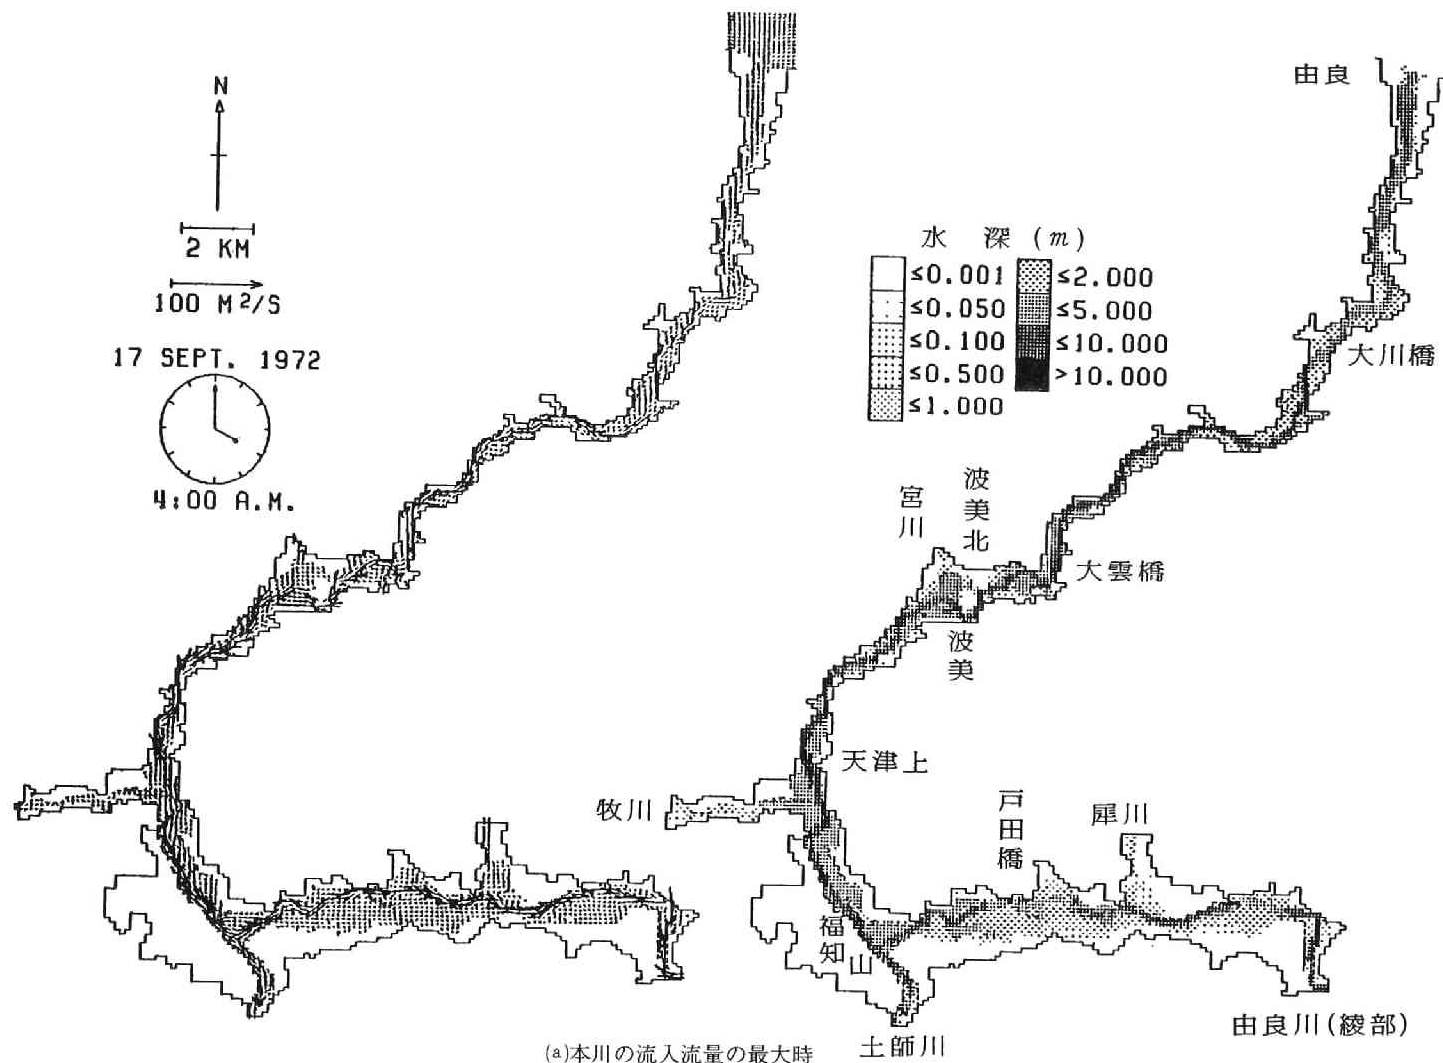 N
2 KM
100 M²/S
17 SEPT. 1972
4:00 A.M.
水 深 (m)
≤0.001
≤0.050
≤0.100
≤0.500
≤1.000
≤2.000
≤5.000
≤10.000
>10.000
由良
大川橋
宮川
波美北
大雲橋
波美
天津上
牧川
戸田橋
犀川
福知山
土師川
由良川(綾部)
(a)本川の流入流量の最大時